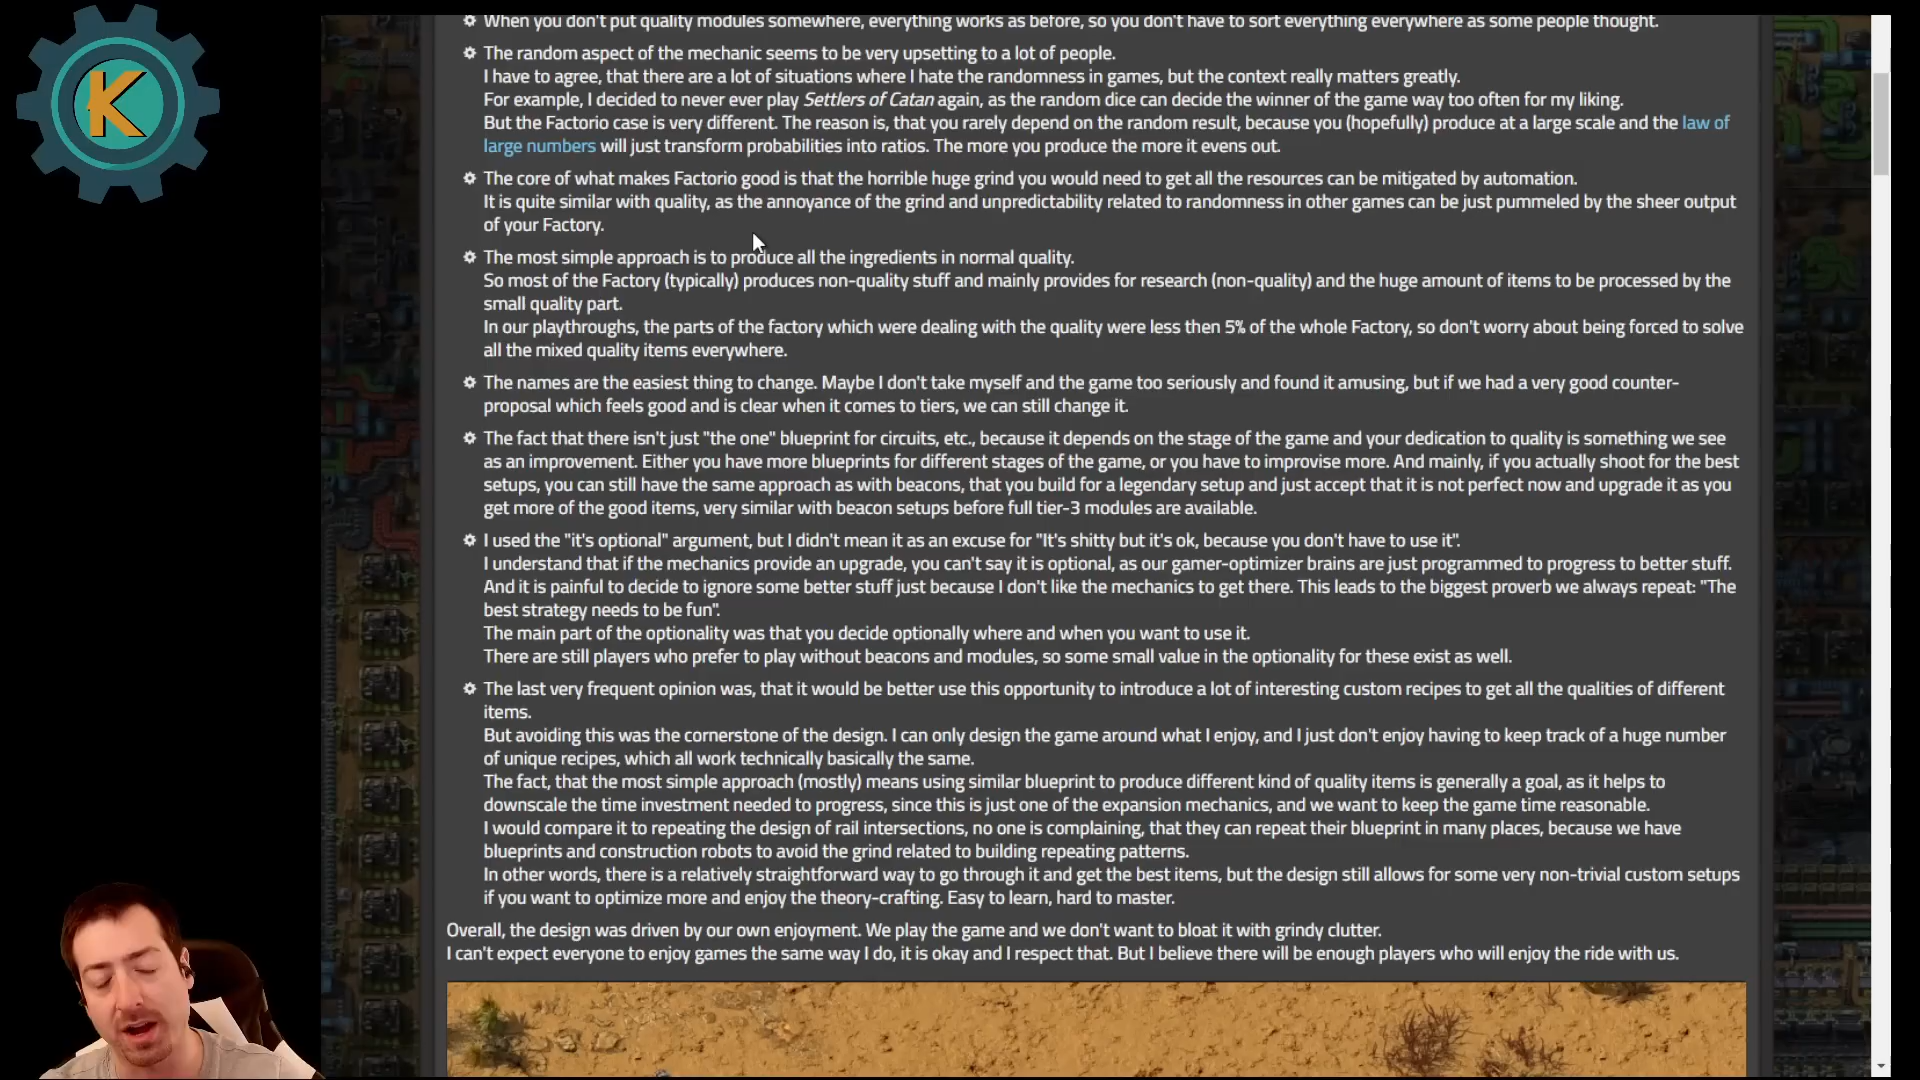 K
When you don't put quality modules somewhere, everything works as before, so you don't have to sort everything everywhere as some people thought.
The random aspect of the mechanic seems to be very upsetting to a lot of people.
I have to agree, that there are a lot of situations where I hate the randomness in games, but the context really matters greatly.
For example, I decided to never ever play Settlers of Catan again, as the random dice can decide the winner of the game way too often for my liking.
But the Factorio case is very different. The reason is, that you rarely depend on the random result, because you (hopefully) produce at a large scale and the law of
large numbers will just transform probabilities into ratios. The more you produce the more it evens out.
The core of what makes Factorio good is that the horrible huge grind you would need to get all the resources can be mitigated by automation.
It is quite similar with quality, as the annoyance of the grind and unpredictability related to randomness in other games can be just pummeled by the sheer output
of your Factory.
The most simple approach is to produce all the ingredients in normal quality.
So most of the Factory (typically) produces non-quality stuff and mainly provides for research (non-quality) and the huge amount of items to be processed by the
small quality part.
In our playthroughs, the parts of the factory which were dealing with the quality were less then 5% of the whole Factory, so don't worry about being forced to solve
all the mixed quality items everywhere.
The names are the easiest thing to change. Maybe I don't take myself and the game too seriously and found it amusing, but if we had a very good counter-
proposal which feels good and is clear when it comes to tiers, we can still change it.
The fact that there isn't just "the one" blueprint for circuits, etc., because it depends on the stage of the game and your dedication to quality is something we see
as an improvement. Either you have more blueprints for different stages of the game, or you have to improvise more. And mainly, if you actually shoot for the best
setups, you can still have the same approach as with beacons, that you build for a legendary setup and just accept that it is not perfect now and upgrade it as you
get more of the good items, very similar with beacon setups before full tier-3 modules are available.
I used the "it's optional" argument, but I didn't mean it as an excuse for "It's shitty but it's ok, because you don't have to use it".
I understand that if the mechanics provide an upgrade, you can't say it is optional, as our gamer-optimizer brains are just programmed to progress to better stuff.
And it is painful to decide to ignore some better stuff just because I don't like the mechanics to get there. This leads to the biggest proverb we always repeat: "The
best strategy needs to be fun".
The main part of the optionality was that you decide optionally where and when you want to use it.
There are still players who prefer to play without beacons and modules, so some small value in the optionality for these exist as well.
The last very frequent opinion was, that it would be better use this opportunity to introduce a lot of interesting custom recipes to get all the qualities of different
items.
But avoiding this was the cornerstone of the design. I can only design the game around what I enjoy, and I just don't enjoy having to keep track of a huge number
of unique recipes, which all work technically basically the same.
The fact, that the most simple approach (mostly) means using similar blueprint to produce different kind of quality items is generally a goal, as it helps to
downscale the time investment needed to progress, since this is just one of the expansion mechanics, and we want to keep the game time reasonable.
I would compare it to repeating the design of rail intersections, no one is complaining, that they can repeat their blueprint in many places, because we have
blueprints and construction robots to avoid the grind related to building repeating patterns.
In other words, there is a relatively straightforward way to go through it and get the best items, but the design still allows for some very non-trivial custom setups
if you want to optimize more and enjoy the theory-crafting. Easy to learn, hard to master.
Overall, the design was driven by our own enjoyment. We play the game and we don't want to bloat it with grindy clutter.
I can't expect everyone to enjoy games the same way I do, it is okay and I respect that. But I believe there will be enough players who will enjoy the ride with us.